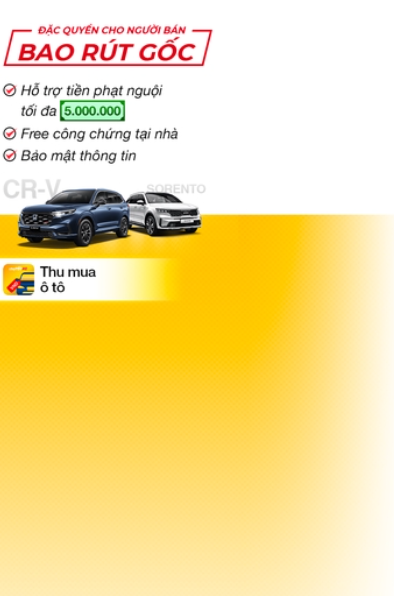 ĐẶC QUYỀN CHO NGƯỜI BÁN
BAO RÚT GỐC
Hỗ trợ tiền phạt nguội
tối đa 5.000.000
Free công chứng tại nhà
Bảo mật thông tin
CR-V
SORENTO
Thu mua
ô tô